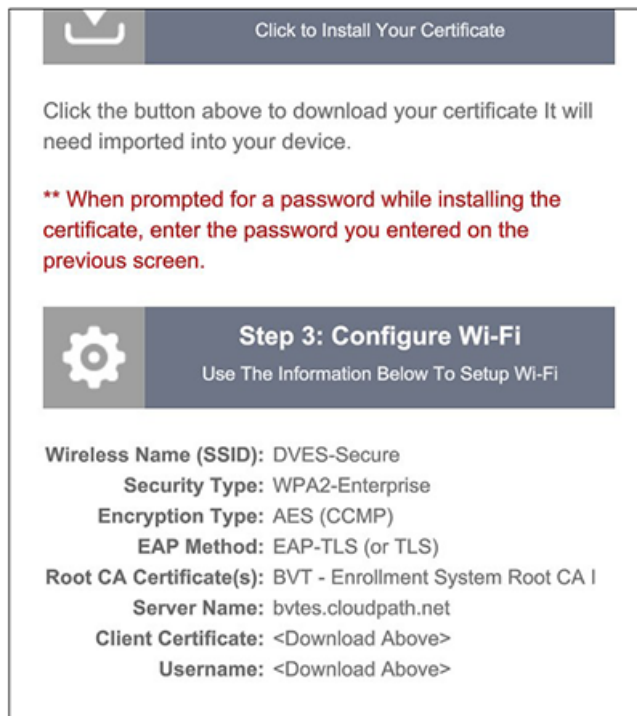 Click to Install Your Certificate
Click the button above to download your certificate It will
need imported into your device.
** When prompted for a password while installing the
certificate, enter the password you entered on the
previous screen.
Step 3: Configure Wi-Fi
Use The Information Below To Setup Wi-Fi
Wireless Name (SSID): DVES-Secure
Security Type: WPA2-Enterprise
Encryption Type: AES (CCMP)
EAP Method: EAP-TLS (or TLS)
Root CA Certificate(s): BVT - Enrollment System Root CA I
Server Name: bvtes.cloudpath.net
Client Certificate: <Download Above>
Username: <Download Above>